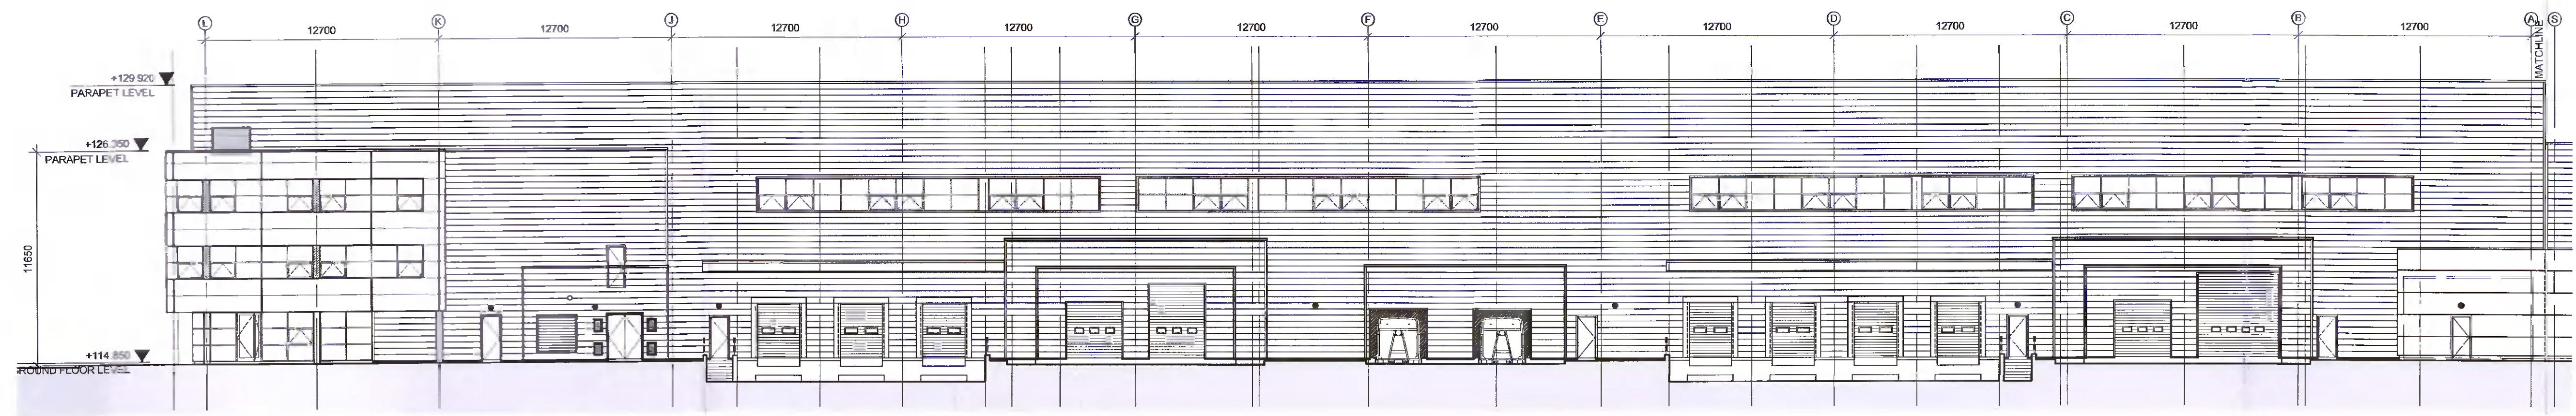 L K J H G F E D C B A S
12700 12700 12700 12700 12700 12700 12700 12700 12700 12700
MATCHLINE
+129 920
PARAPET LEVEL
+126.350
PARAPET LEVEL
11650
+114.850
ROUND FLOOR LEVEL